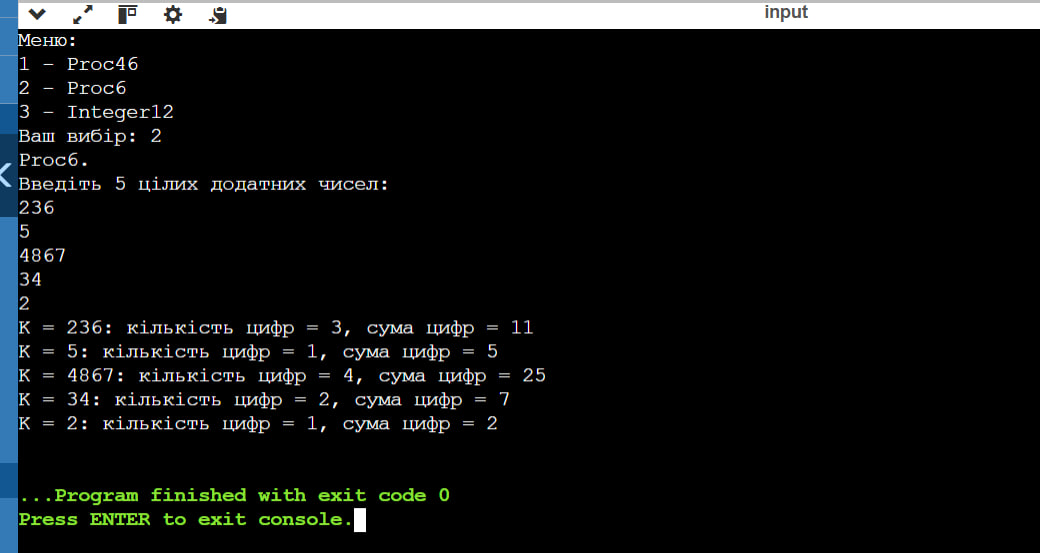 input
Меню:
1 - Proc46
2 - Proc6
3 - Integer12
Ваш вибір: 2
Proc6.
Введіть 5 цілих додатних чисел:
236
5
4867
34
2
K = 236: кількість цифр = 3, сума цифр = 11
K = 5: кількість цифр = 1, сума цифр = 5
K = 4867: кількість цифр = 4, сума цифр = 25
K = 34: кількість цифр = 2, сума цифр = 7
K = 2: кількість цифр = 1, сума цифр = 2
...Program finished with exit code 0
Press ENTER to exit console.